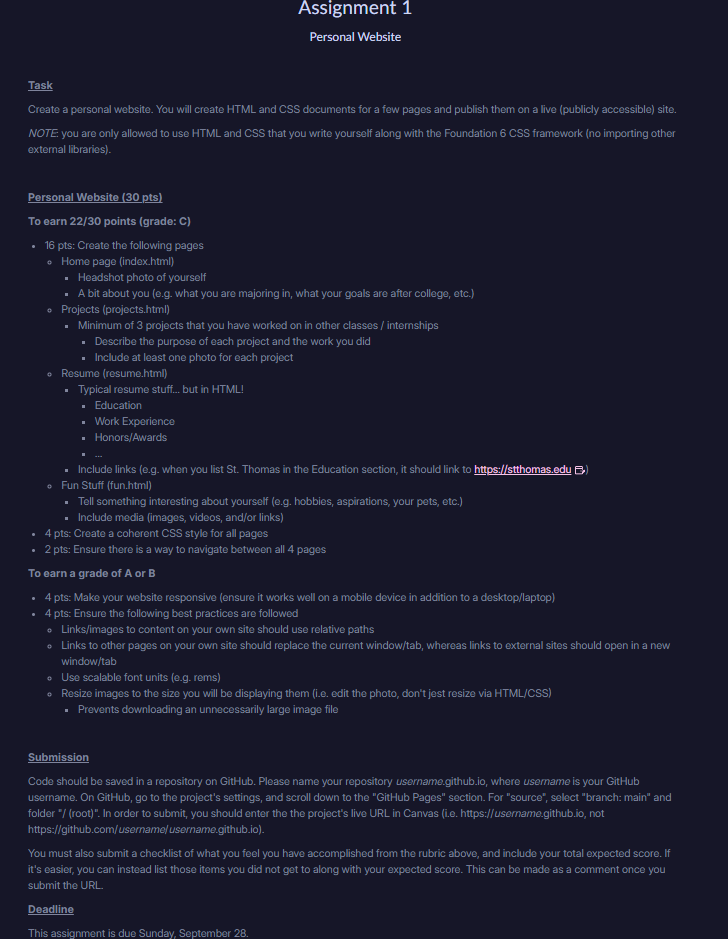 Assignment 1
Personal Website
Task
Create a personal website. You will create HTML and CSS documents for a few pages and publish them on a live (publicly accessible) site.
NOTE: you are only allowed to use HTML and CSS that you write yourself along with the Foundation 6 CSS framework (no importing other
external libraries).
Personal Website (30 pts)
To earn 22/30 points (grade: C)
• 16 pts: Create the following pages
◦ Home page (index.html)
▪ Headshot photo of yourself
▪ A bit about you (e.g. what you are majoring in, what your goals are after college, etc.)
◦ Projects (projects.html)
▪ Minimum of 3 projects that you have worked on in other classes / internships
▪ Describe the purpose of each project and the work you did
▪ Include at least one photo for each project
◦ Resume (resume.html)
▪ Typical resume stuff... but in HTML!
▪ Education
▪ Work Experience
▪ Honors/Awards
▪ ...
▪ Include links (e.g. when you list St. Thomas in the Education section, it should link to https://stthomas.edu )
◦ Fun Stuff (fun.html)
▪ Tell something interesting about yourself (e.g. hobbies, aspirations, your pets, etc.)
▪ Include media (images, videos, and/or links)
• 4 pts: Create a coherent CSS style for all pages
• 2 pts: Ensure there is a way to navigate between all 4 pages
To earn a grade of A or B
• 4 pts: Make your website responsive (ensure it works well on a mobile device in addition to a desktop/laptop)
• 4 pts: Ensure the following best practices are followed
◦ Links/images to content on your own site should use relative paths
◦ Links to other pages on your own site should replace the current window/tab, whereas links to external sites should open in a new
window/tab
◦ Use scalable font units (e.g. rems)
◦ Resize images to the size you will be displaying them (i.e. edit the photo, don't jest resize via HTML/CSS)
▪ Prevents downloading an unnecessarily large image file
Submission
Code should be saved in a repository on GitHub. Please name your repository username.github.io, where username is your GitHub
username. On GitHub, go to the project's settings, and scroll down to the "GitHub Pages" section. For "source", select "branch: main" and
folder "/ (root)". In order to submit, you should enter the the project's live URL in Canvas (i.e. https://username.github.io, not
https://github.com/username/username.github.io).
You must also submit a checklist of what you feel you have accomplished from the rubric above, and include your total expected score. If
it's easier, you can instead list those items you did not get to along with your expected score. This can be made as a comment once you
submit the URL.
Deadline
This assignment is due Sunday, September 28.